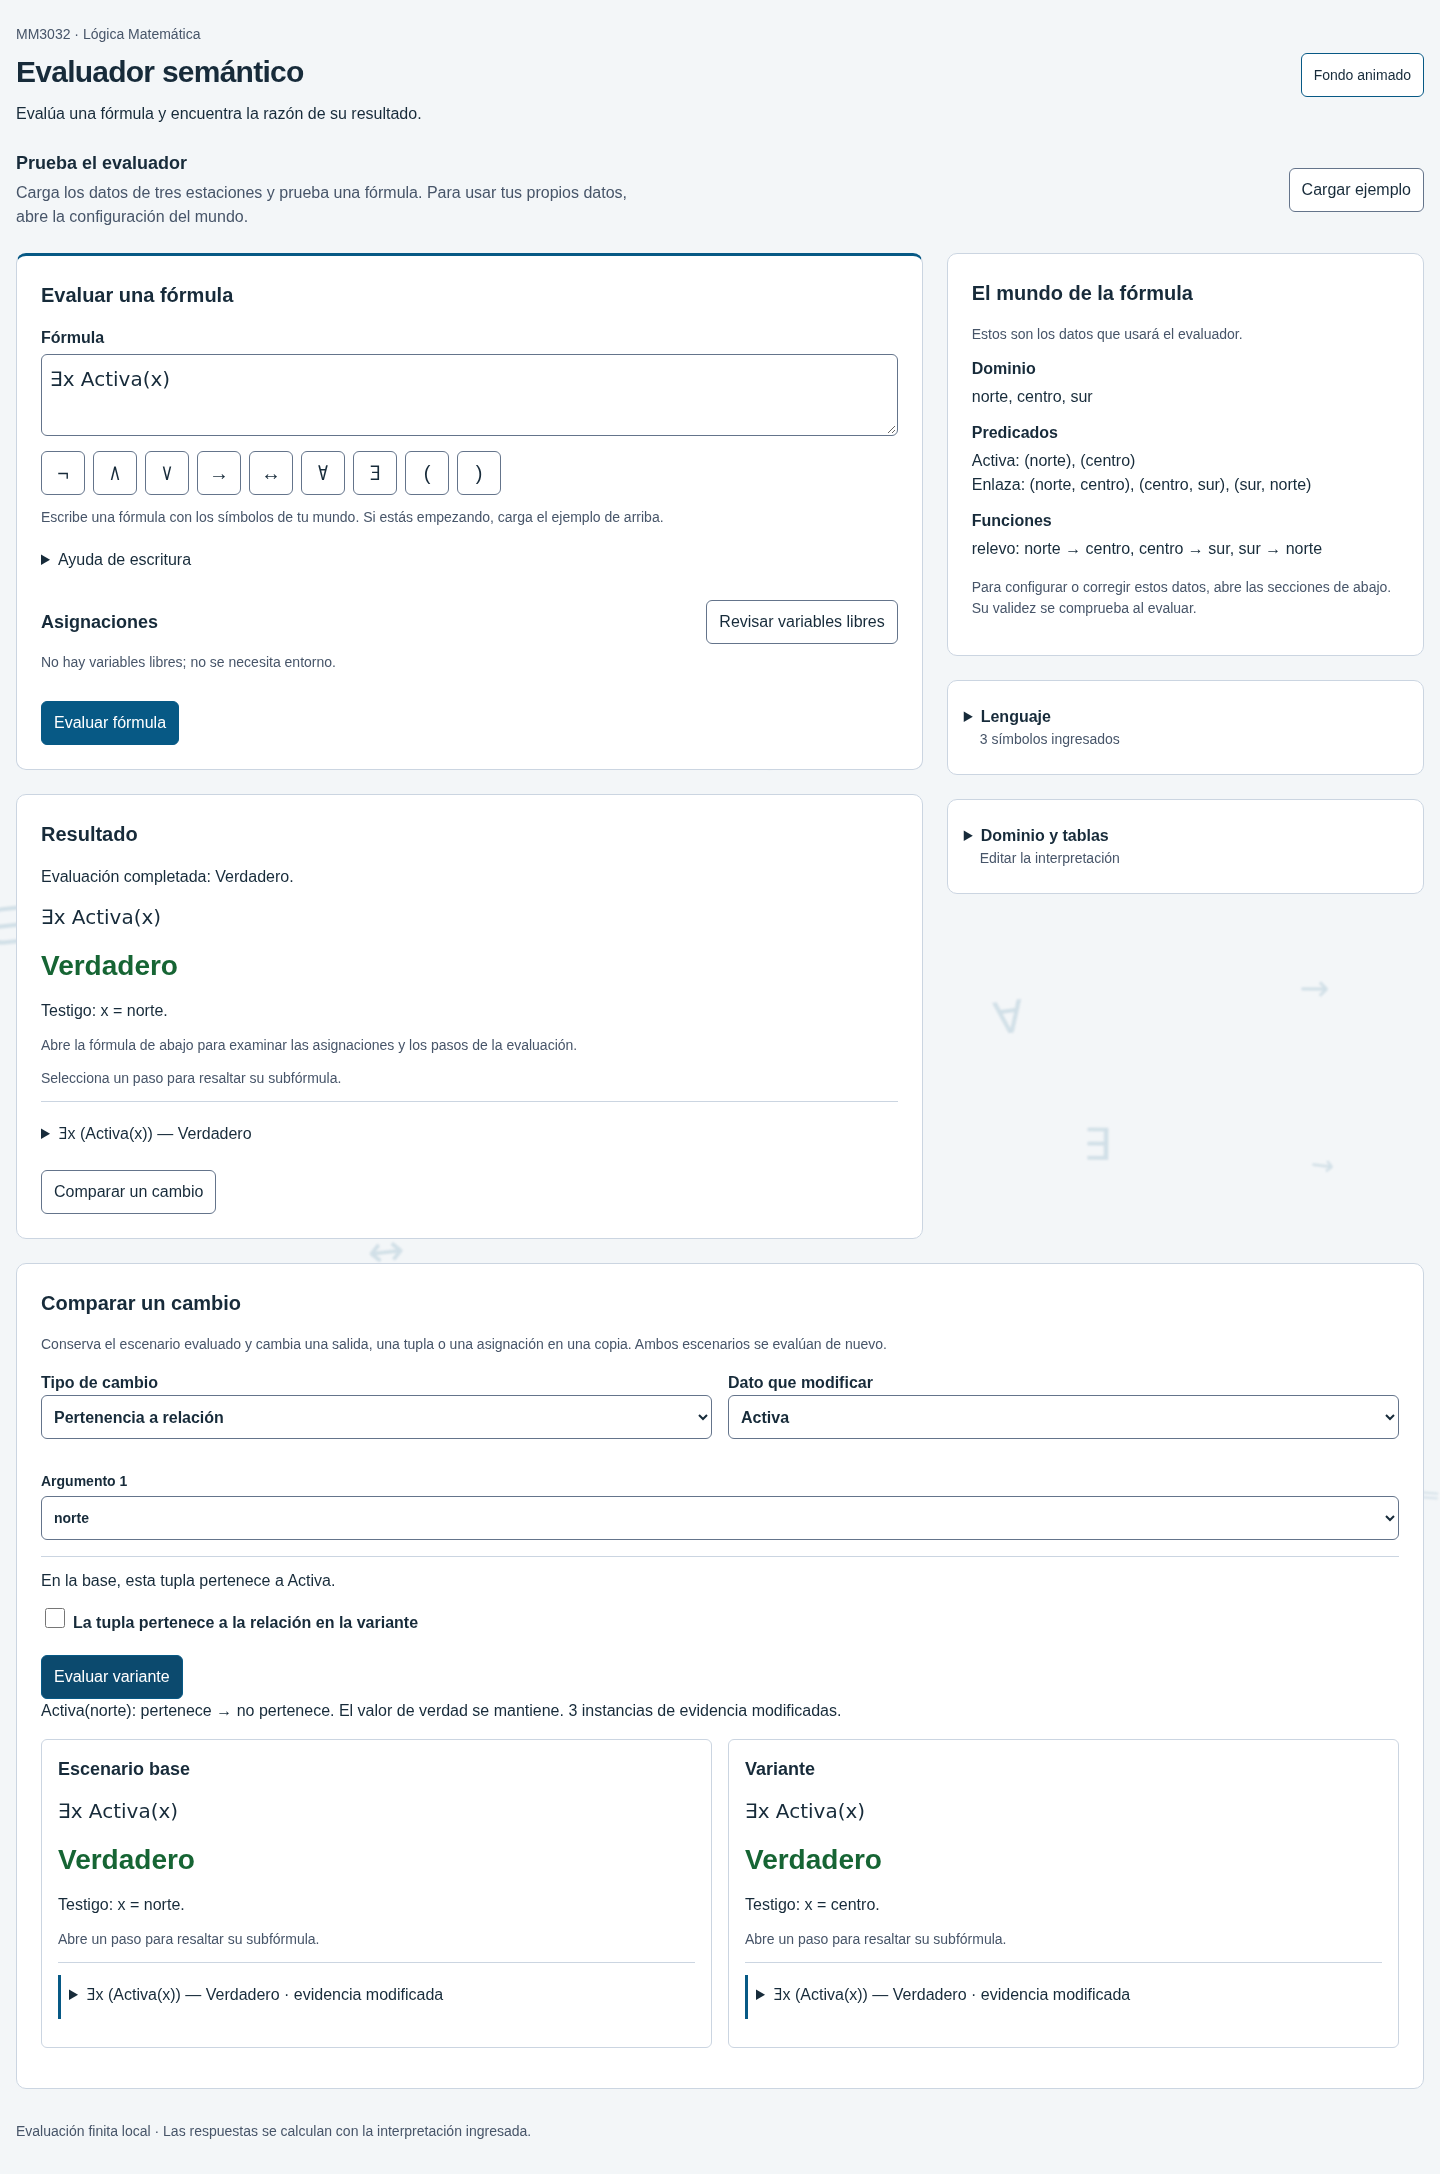 MM3032 · Lógica Matemática
Evaluador semántico
Fondo animado
Evalúa una fórmula y encuentra la razón de su resultado.
Prueba el evaluador
Carga los datos de tres estaciones y prueba una fórmula. Para usar tus propios datos,
abre la configuración del mundo.
Cargar ejemplo
Evaluar una fórmula
Fórmula
∃x Activa(x)
¬ ∧ ∨ → ↔ ∀ ∃ ( )
Escribe una fórmula con los símbolos de tu mundo. Si estás empezando, carga el ejemplo de arriba.
Ayuda de escritura
Asignaciones
Revisar variables libres
No hay variables libres; no se necesita entorno.
Evaluar fórmula
El mundo de la fórmula
Estos son los datos que usará el evaluador.
Dominio
norte, centro, sur
Predicados
Activa: (norte), (centro)
Enlaza: (norte, centro), (centro, sur), (sur, norte)
Funciones
relevo: norte → centro, centro → sur, sur → norte
Para configurar o corregir estos datos, abre las secciones de abajo.
Su validez se comprueba al evaluar.
Lenguaje
3 símbolos ingresados
Dominio y tablas
Editar la interpretación
Resultado
Evaluación completada: Verdadero.
∃x Activa(x)
Verdadero
Testigo: x = norte.
Abre la fórmula de abajo para examinar las asignaciones y los pasos de la evaluación.
Selecciona un paso para resaltar su subfórmula.
∃x (Activa(x)) — Verdadero
Comparar un cambio
∀
→
∃
→
↔
Comparar un cambio
Conserva el escenario evaluado y cambia una salida, una tupla o una asignación en una copia. Ambos escenarios se evalúan de nuevo.
Tipo de cambio
Pertenencia a relación
Dato que modificar
Activa
Argumento 1
norte
En la base, esta tupla pertenece a Activa.
La tupla pertenece a la relación en la variante
Evaluar variante
Activa(norte): pertenece → no pertenece. El valor de verdad se mantiene. 3 instancias de evidencia modificadas.
Escenario base
∃x Activa(x)
Verdadero
Testigo: x = norte.
Abre un paso para resaltar su subfórmula.
∃x (Activa(x)) — Verdadero · evidencia modificada
Variante
∃x Activa(x)
Verdadero
Testigo: x = centro.
Abre un paso para resaltar su subfórmula.
∃x (Activa(x)) — Verdadero · evidencia modificada
Evaluación finita local · Las respuestas se calculan con la interpretación ingresada.